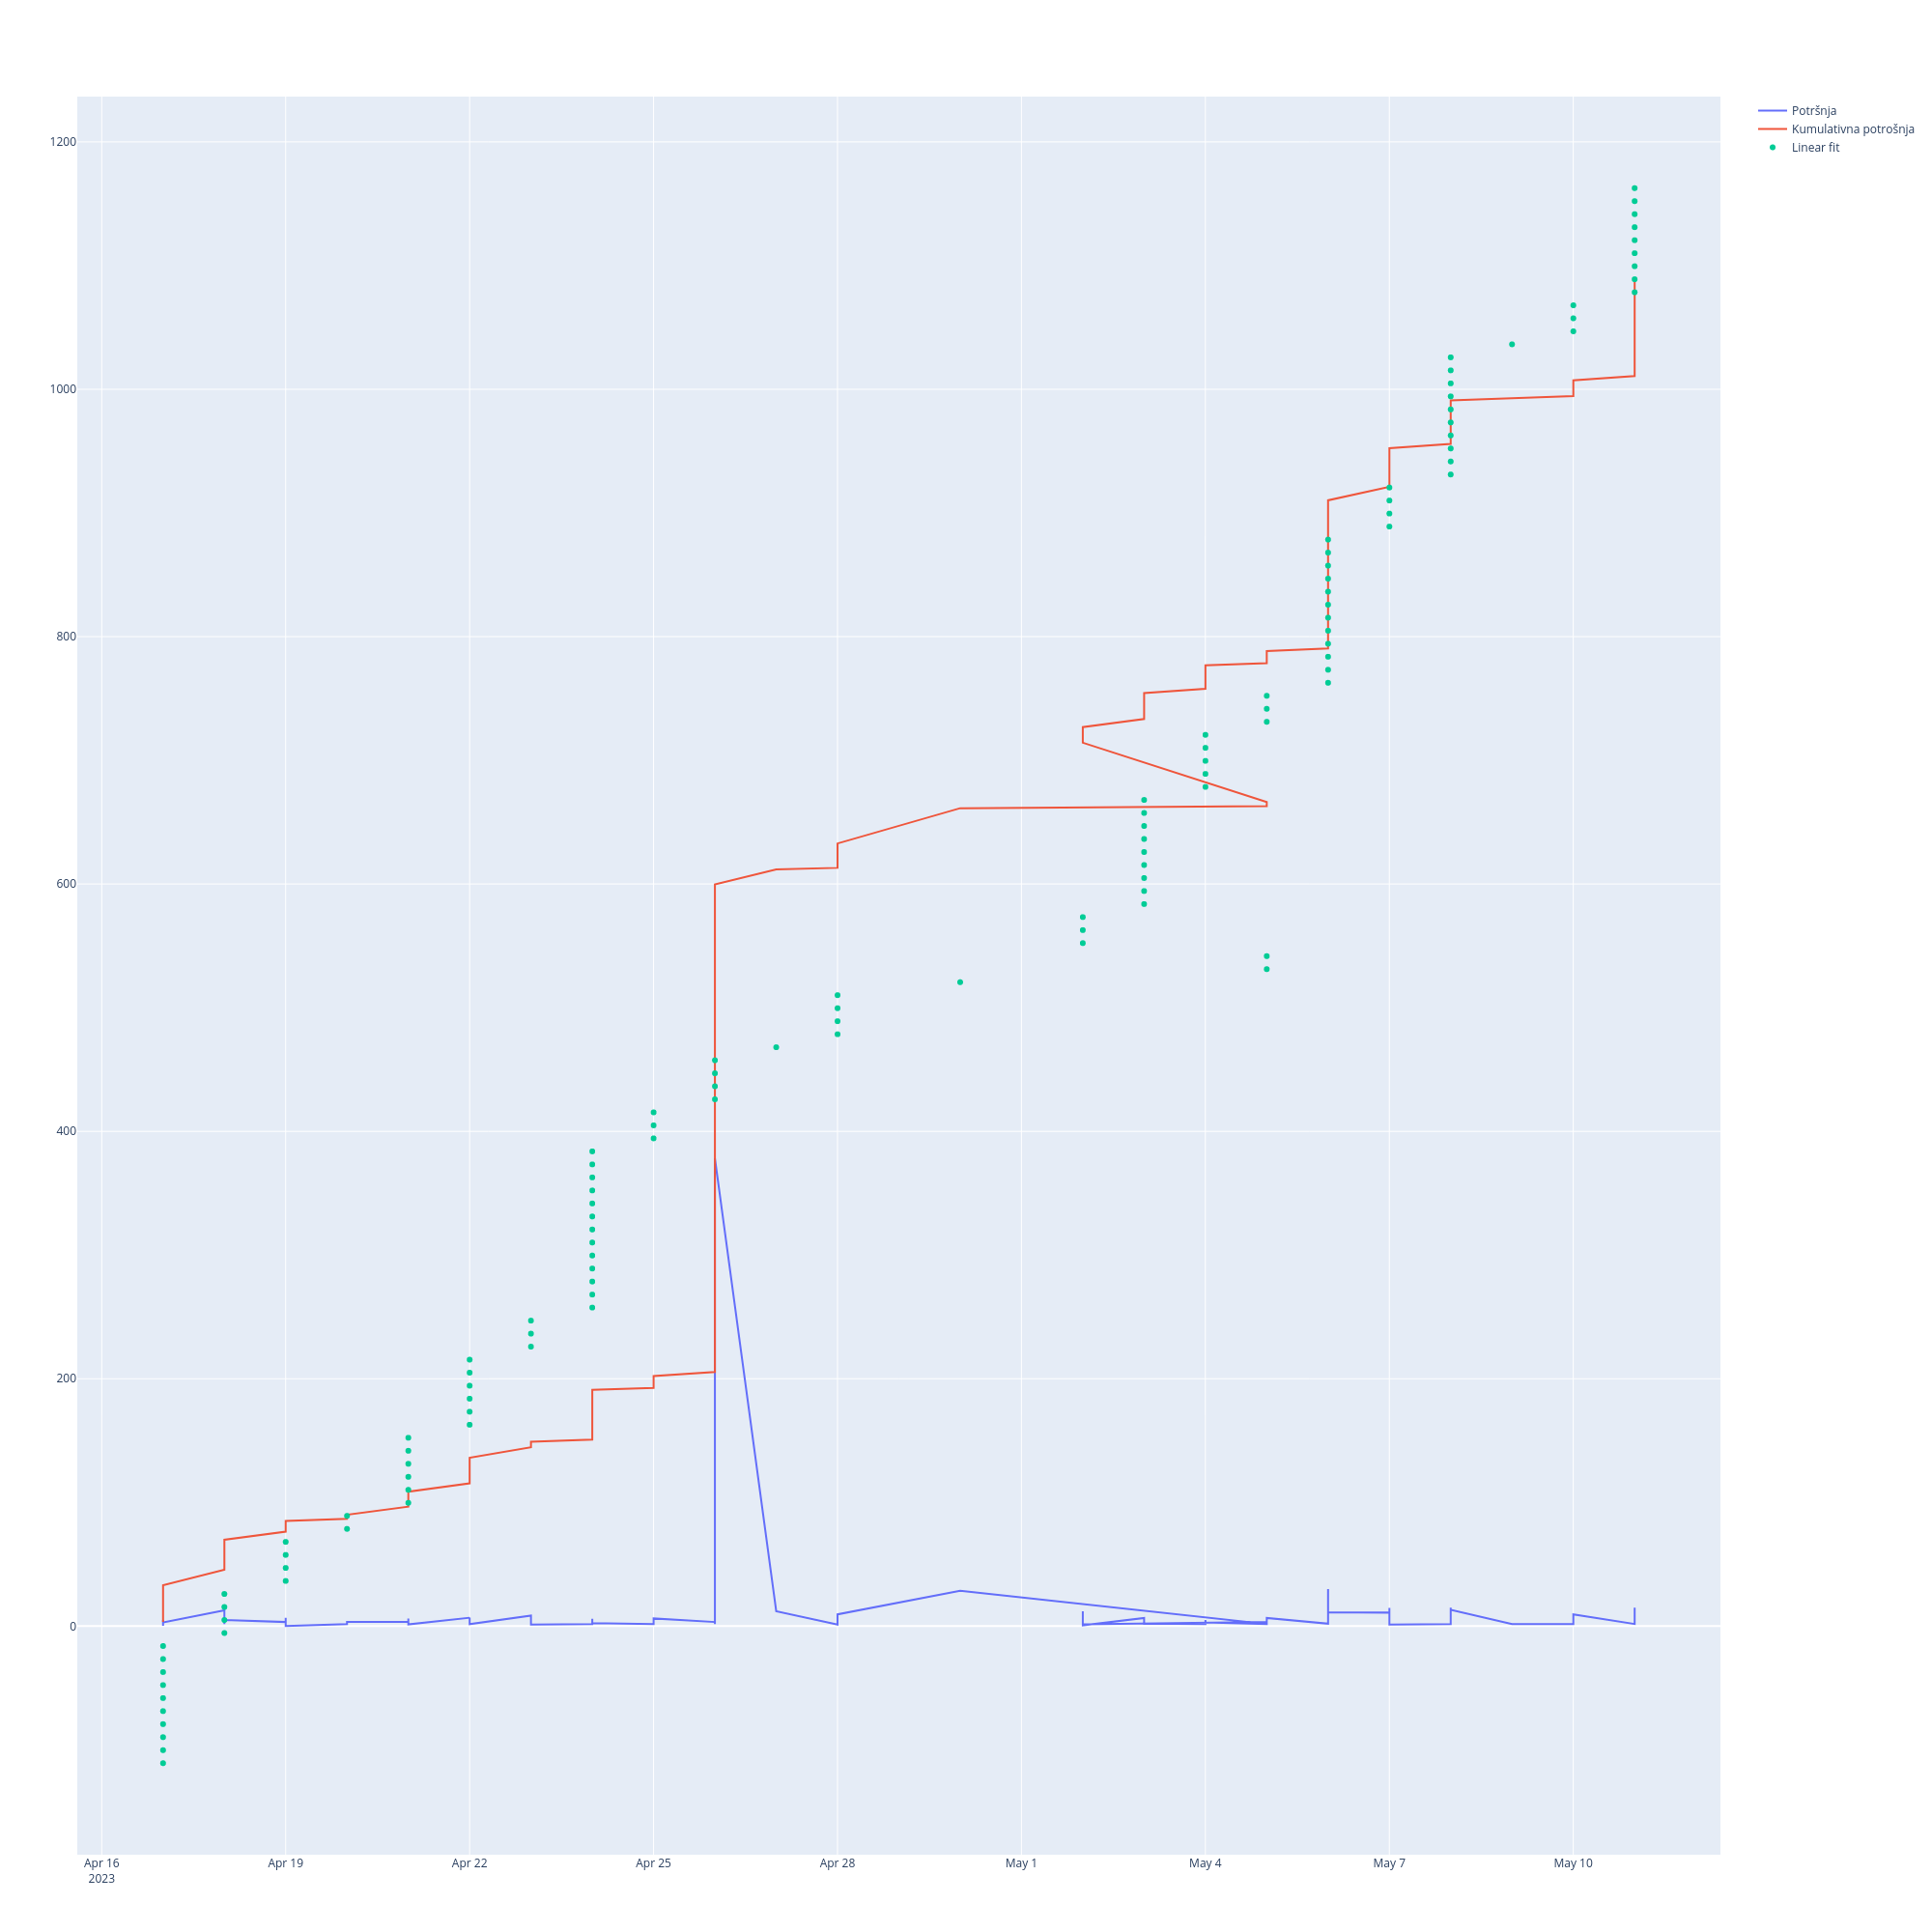 Potršnja
Kumulativna potrošnja
Linear fit
1200
1000
800
600
400
200
0
Apr 16
2023
Apr 19
Apr 22
Apr 25
Apr 28
May 1
May 4
May 7
May 10